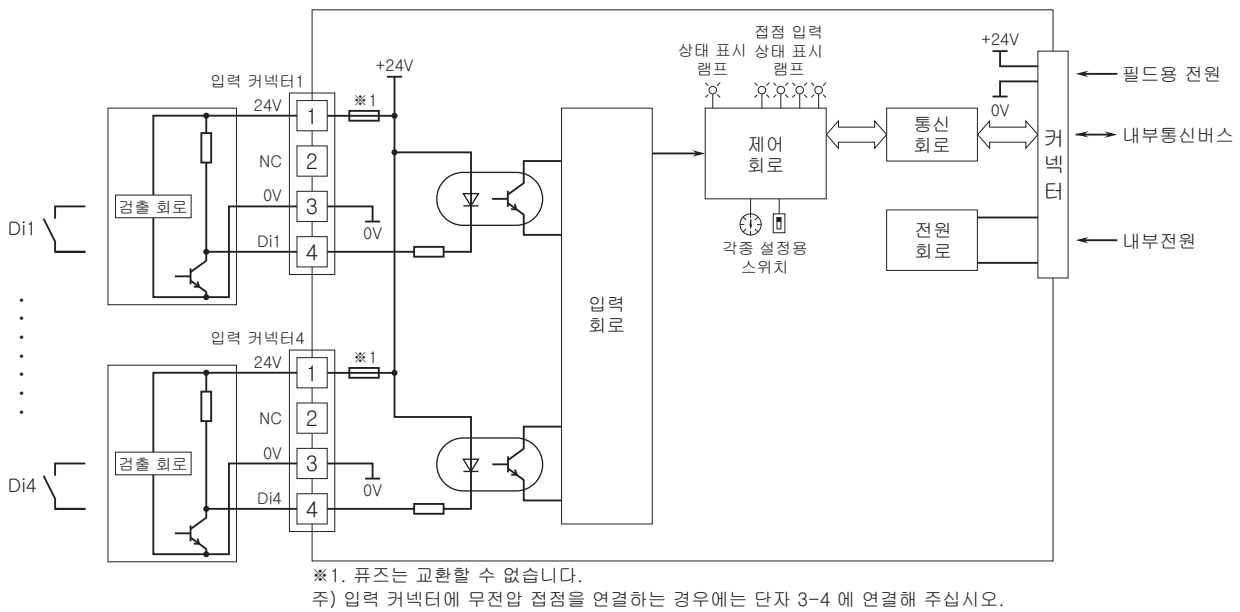 +24V
상태 표시
램프
접점 입력
상태 표시
램프
+24V
0V
필드용 전원
입력 커넥터1
24V
1
※1
NC
2
0V
3
0V
Di1
4
검출 회로
Di1
제어
회로
통신
회로
커
넥
터
내부통신버스
각종 설정용
스위치
전원
회로
내부전원
입력
회로
입력 커넥터4
24V
1
※1
NC
2
0V
3
0V
Di4
4
검출 회로
Di4
※1. 퓨즈는 교환할 수 없습니다.
주) 입력 커넥터에 무전압 접점을 연결하는 경우에는 단자 3-4 에 연결해 주십시오.